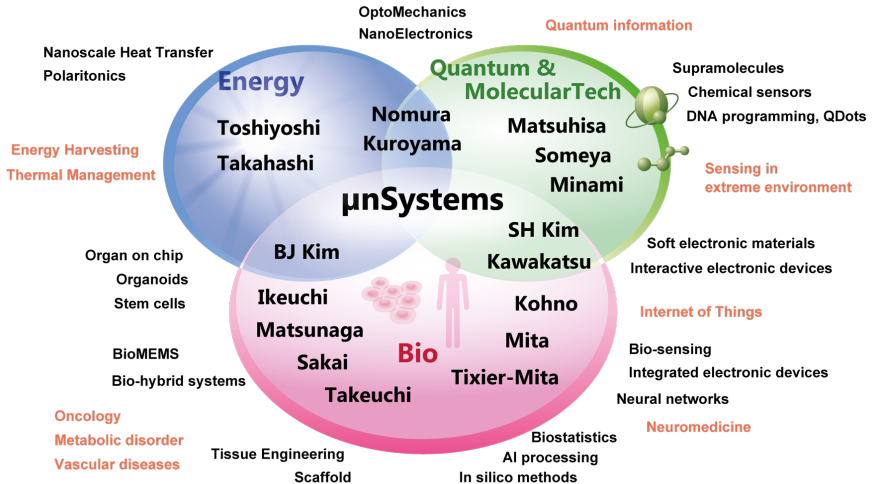 OptoMechanics
NanoElectronics
Quantum information
Nanoscale Heat Transfer
Polaritonics
Energy
Quantum &
MolecularTech
Supramolecules
Chemical sensors
DNA programming, QDots
Toshiyoshi
Takahashi
Nomura
Kuroyama
Matsuhisa
Someya
Minami
Energy Harvesting
Thermal Management
Sensing in
extreme environment
µnSystems
BJ Kim
SH Kim
Kawakatsu
Organ on chip
Organoids
Stem cells
Soft electronic materials
Interactive electronic devices
Ikeuchi
Matsunaga
Sakai
Takeuchi
Bio
Kohno
Mita
Tixier-Mita
Internet of Things
BioMEMS
Bio-hybrid systems
Bio-sensing
Integrated electronic devices
Neural networks
Oncology
Metabolic disorder
Vascular diseases
Neuromedicine
Tissue Engineering
Scaffold
Biostatistics
AI processing
In silico methods